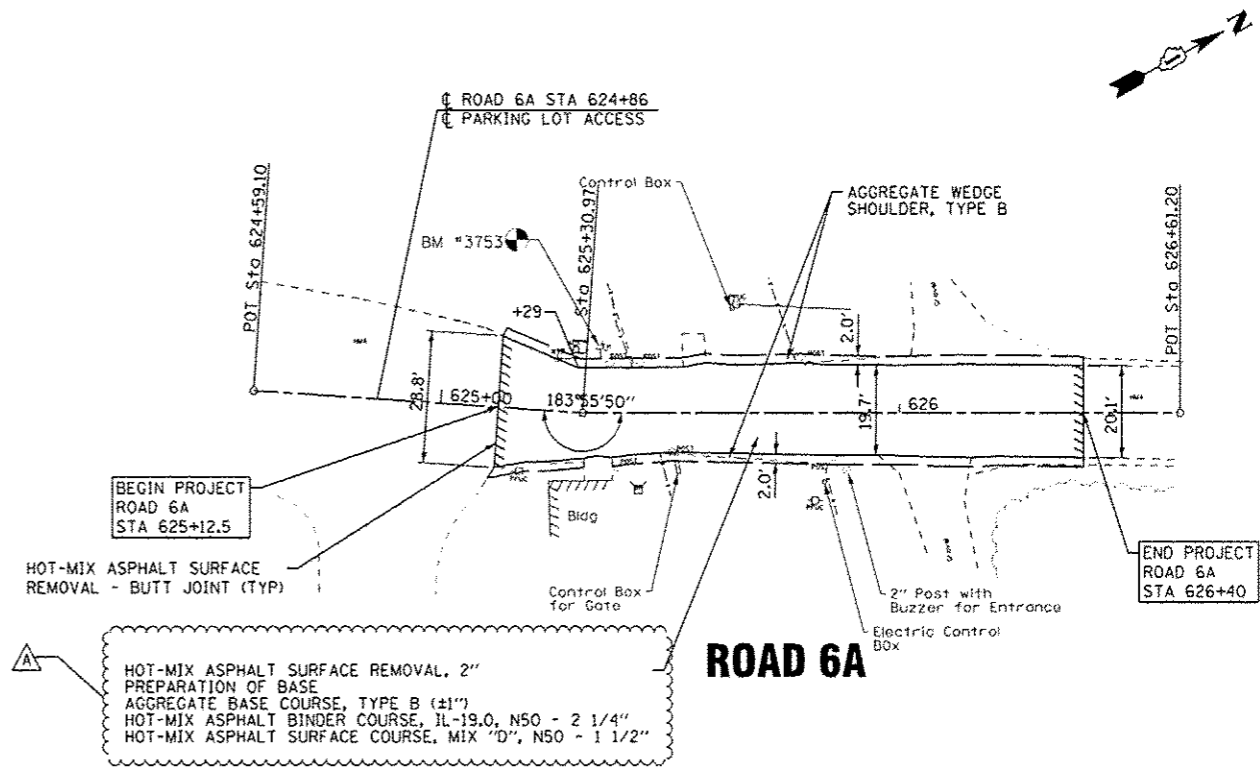 N
℄ ROAD 6A STA 624+86
℄ PARKING LOT ACCESS
POT Sta 624+59.10
Control Box
AGGREGATE WEDGE
SHOULDER, TYPE B
BM #3753
Sta 625+30.97
POT Sta 626+61.20
+29
2.0'
28.8'
625+00
183°55'50"
19.7'
626
20.1'
BEGIN PROJECT
ROAD 6A
STA 625+12.5
2.0'
Bldg
END PROJECT
ROAD 6A
STA 626+40
HOT-MIX ASPHALT SURFACE
REMOVAL - BUTT JOINT (TYP)
Control Box
for Gate
2" Post with
Buzzer for Entrance
Electric Control
Box
ROAD 6A
A
HOT-MIX ASPHALT SURFACE REMOVAL, 2"
PREPARATION OF BASE
AGGREGATE BASE COURSE, TYPE B (±1")
HOT-MIX ASPHALT BINDER COURSE, IL-19.0, N50 - 2 1/4"
HOT-MIX ASPHALT SURFACE COURSE, MIX "D", N50 - 1 1/2"